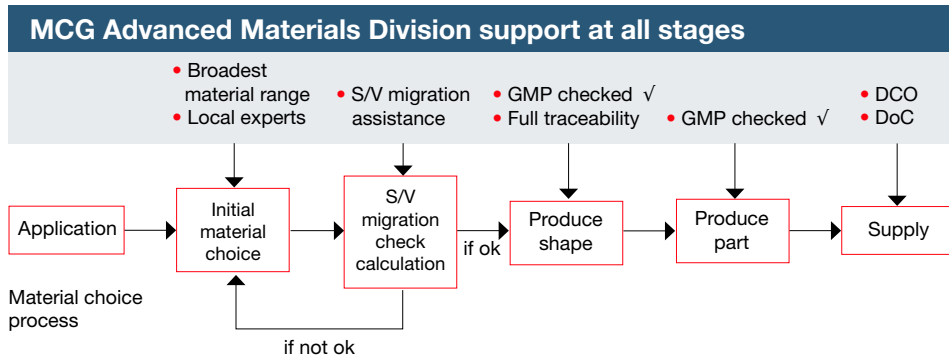 MCG Advanced Materials Division support at all stages
• Broadest
material range
• Local experts
• S/V migration
assistance
• GMP checked √
• Full traceability
• GMP checked √
• DCO
• DoC
Application
Initial
material
choice
S/V
migration
check
calculation
if ok
Produce
shape
Produce
part
Supply
Material choice
process
if not ok